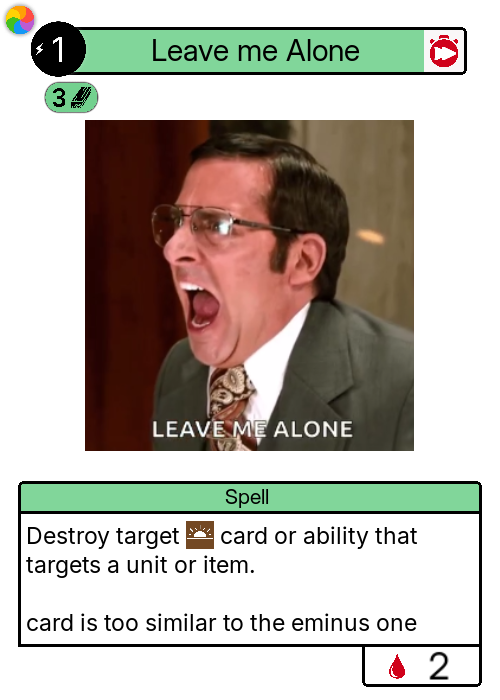 1
Leave me Alone
3
LEAVE ME ALONE
Spell
Destroy target card or ability that
targets a unit or item.
card is too similar to the eminus one
2